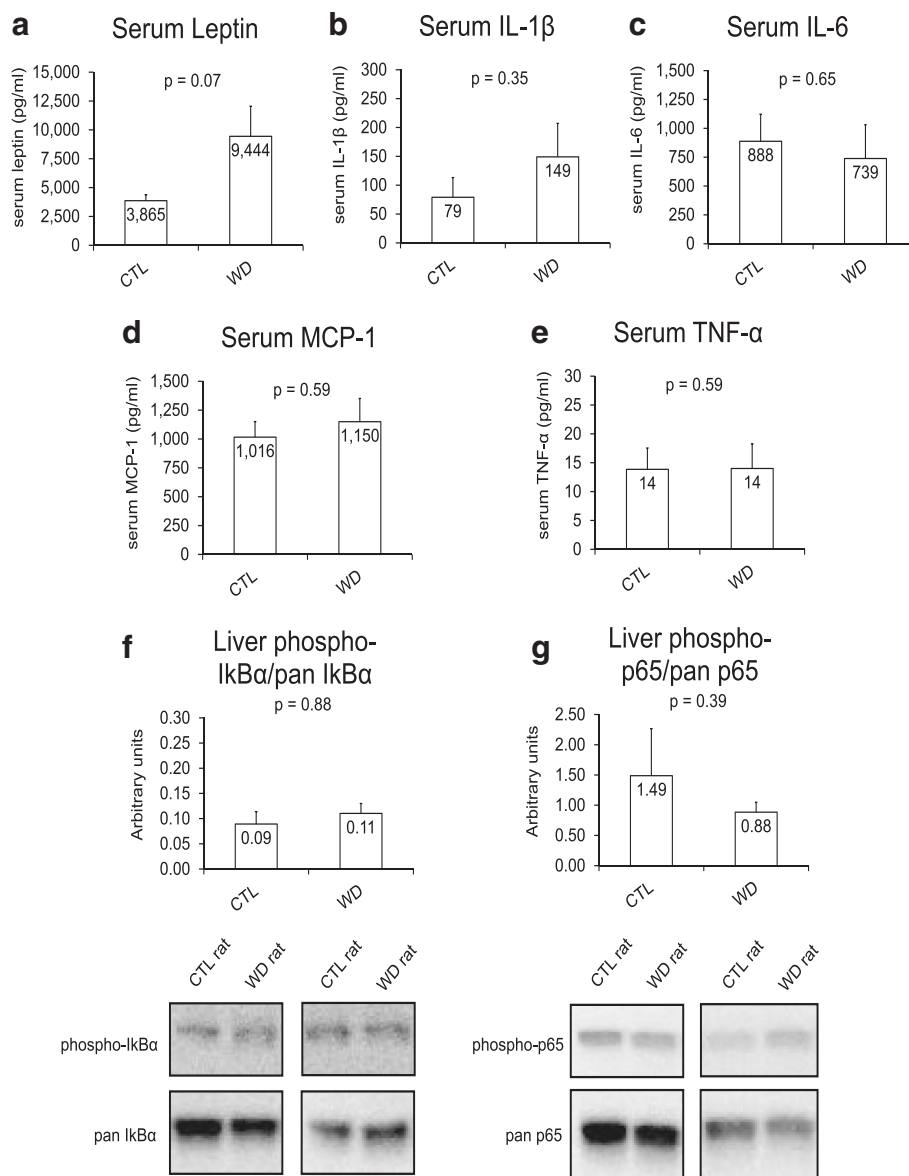 a Serum Leptin
p = 0.07
serum leptin (pg/ml)
15,000
12,500
10,000
7,500
5,000
2,500
0
3,865
9,444
CTL
WD
b Serum IL-1β
p = 0.35
serum IL-1β (pg/ml)
300
250
200
150
100
50
0
79
149
CTL
WD
c Serum IL-6
p = 0.65
serum IL-6 (pg/ml)
1,500
1,250
1,000
750
500
250
0
888
739
CTL
WD
d Serum MCP-1
p = 0.59
serum MCP-1 (pg/ml)
1,500
1,250
1,000
750
500
250
0
1,016
1,150
CTL
WD
e Serum TNF-α
p = 0.59
serum TNF-α (pg/ml)
30
25
20
15
10
5
0
14
14
CTL
WD
f Liver phospho-
IkBα/pan IkBα
p = 0.88
Arbitrary units
0.30
0.25
0.20
0.15
0.10
0.05
0.00
0.09
0.11
CTL
WD
CTL rat
WD rat
CTL rat
WD rat
phospho-IkBα
pan IkBα
g Liver phospho-
p65/pan p65
p = 0.39
Arbitrary units
2.50
2.00
1.50
1.00
0.50
0.00
1.49
0.88
CTL
WD
CTL rat
WD rat
CTL rat
WD rat
phospho-p65
pan p65